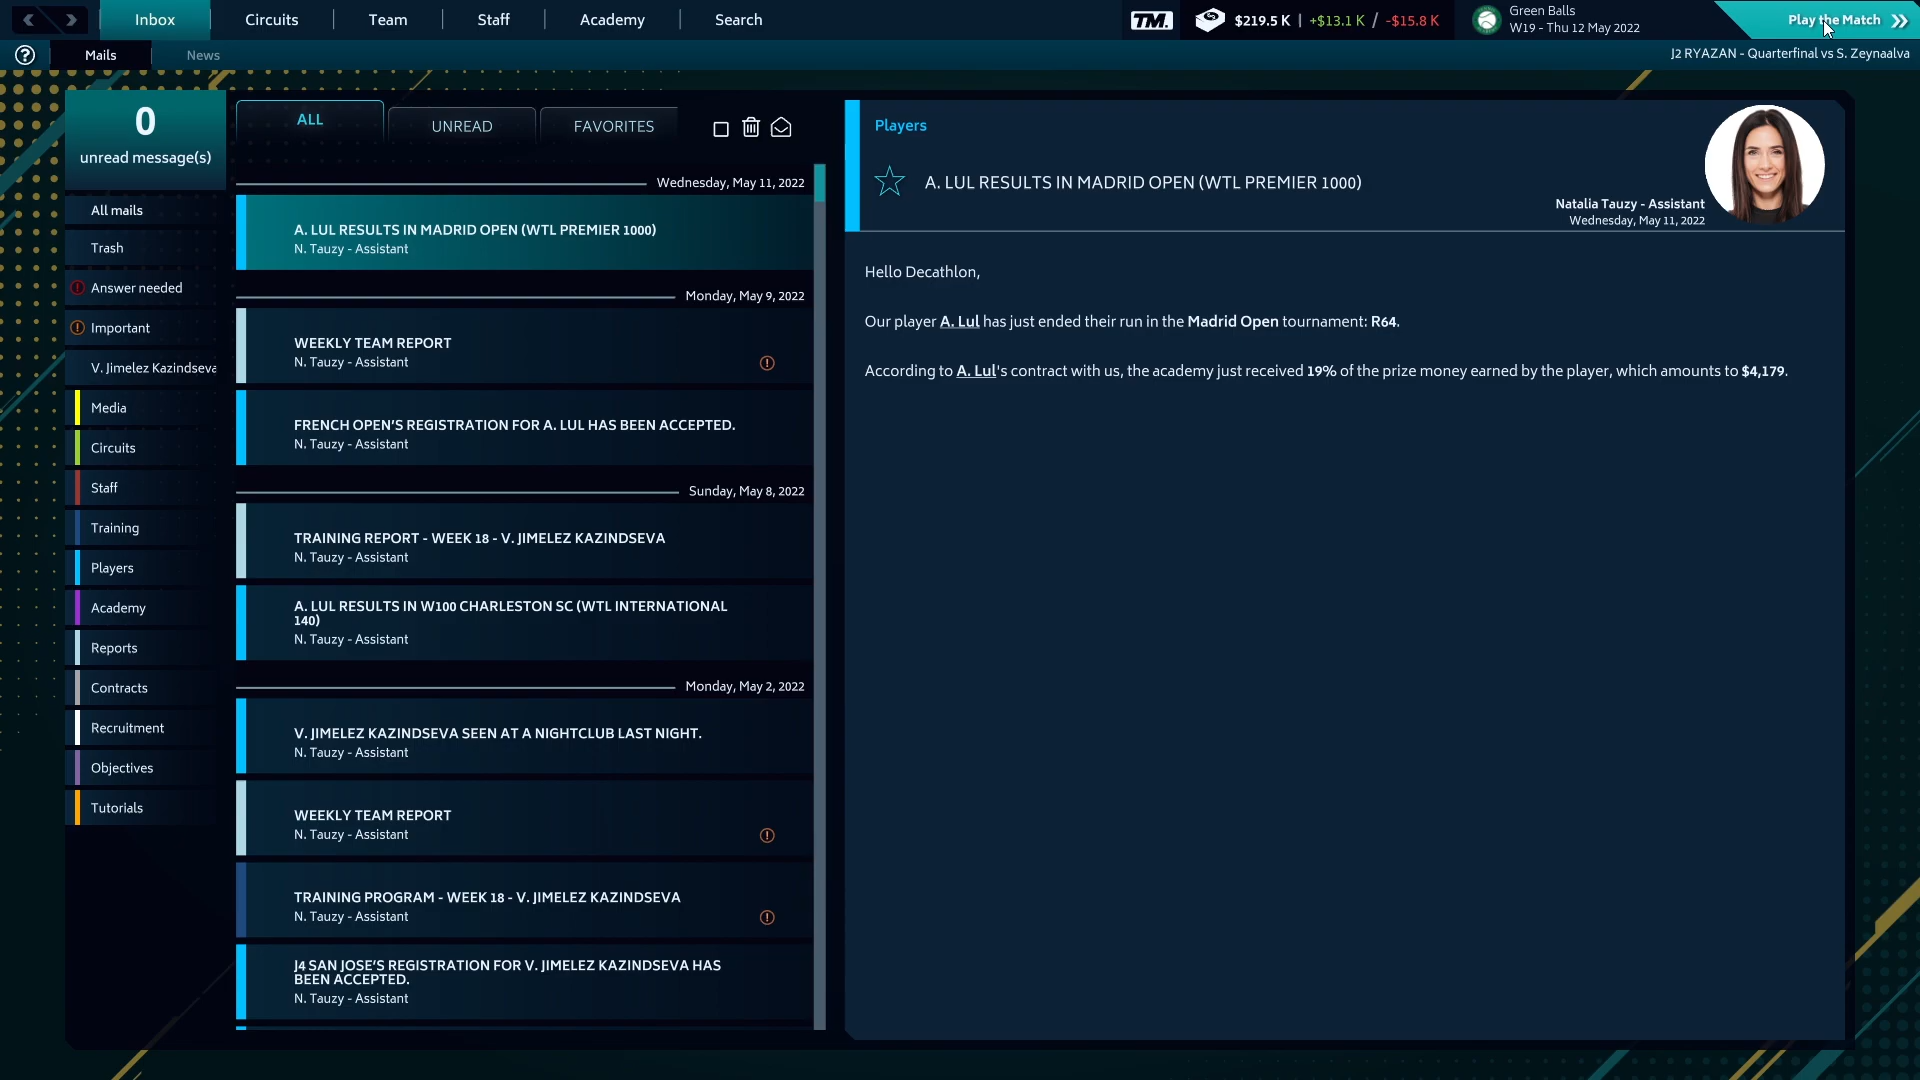 Inbox
Circuits
Team
Staff
Academy
Search
TM.
$219.5 K | +$13.1 K / -$15.8 K
Green Balls
W19 - Thu 12 May 2022
Play the Match
Mails
News
J2 RYAZAN - Quarterfinal vs S. Zeynaalva
0
unread message(s)
All mails
Trash
Answer needed
Important
V. Jimelez Kazindseva
Media
Circuits
Staff
Training
Players
Academy
Reports
Contracts
Recruitment
Objectives
Tutorials
ALL
UNREAD
FAVORITES
Wednesday, May 11, 2022
A. LUL RESULTS IN MADRID OPEN (WTL PREMIER 1000)
N. Tauzy - Assistant
Monday, May 9, 2022
WEEKLY TEAM REPORT
N. Tauzy - Assistant
FRENCH OPEN'S REGISTRATION FOR A. LUL HAS BEEN ACCEPTED.
N. Tauzy - Assistant
Sunday, May 8, 2022
TRAINING REPORT - WEEK 18 - V. JIMELEZ KAZINDSEVA
N. Tauzy - Assistant
A. LUL RESULTS IN W100 CHARLESTON SC (WTL INTERNATIONAL
140)
N. Tauzy - Assistant
Monday, May 2, 2022
V. JIMELEZ KAZINDSEVA SEEN AT A NIGHTCLUB LAST NIGHT.
N. Tauzy - Assistant
WEEKLY TEAM REPORT
N. Tauzy - Assistant
TRAINING PROGRAM - WEEK 18 - V. JIMELEZ KAZINDSEVA
N. Tauzy - Assistant
J4 SAN JOSE'S REGISTRATION FOR V. JIMELEZ KAZINDSEVA HAS
BEEN ACCEPTED.
N. Tauzy - Assistant
Players
A. LUL RESULTS IN MADRID OPEN (WTL PREMIER 1000)
Natalia Tauzy - Assistant
Wednesday, May 11, 2022
Hello Decathlon,
Our player A. Lul has just ended their run in the Madrid Open tournament: R64.
According to A. Lul's contract with us, the academy just received 19% of the prize money earned by the player, which amounts to $4,179.